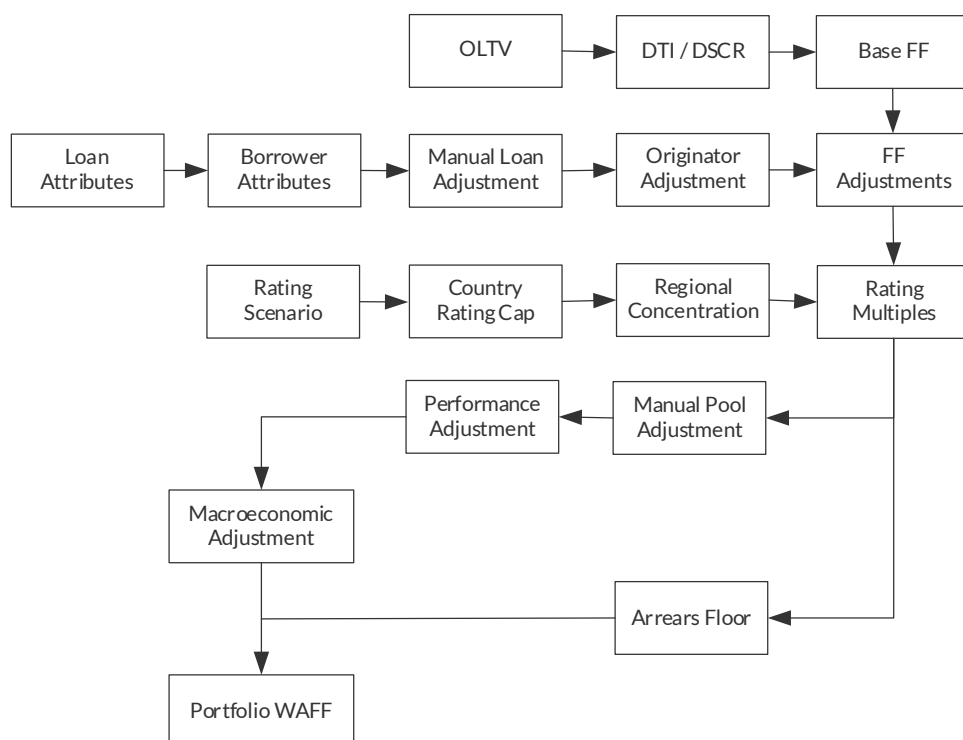 OLTV
DTI / DSCR
Base FF
Loan
Attributes
Borrower
Attributes
Manual Loan
Adjustment
Originator
Adjustment
FF
Adjustments
Rating
Scenario
Country
Rating Cap
Regional
Concentration
Rating
Multiples
Performance
Adjustment
Manual Pool
Adjustment
Macroeconomic
Adjustment
Arrears Floor
Portfolio WAFF